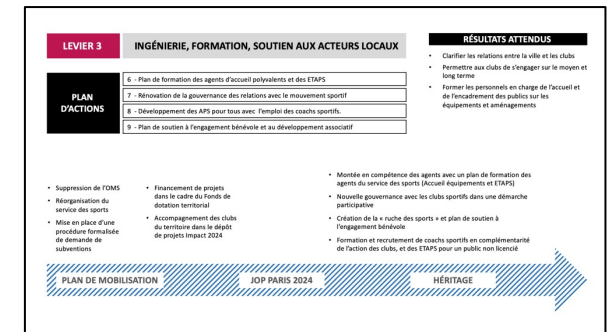 LEVIER 3
INGÉNIERIE, FORMATION, SOUTIEN AUX ACTEURS LOCAUX
RÉSULTATS ATTENDUS
• Clarifier les relations entre la ville et les clubs
• Permettre aux clubs de s'engager sur le moyen et
long terme
• Former les personnels en charge de l'accueil et
de l'encadrement des publics sur les
équipements et aménagements
PLAN
D'ACTIONS
6 - Plan de formation des agents d'accueil polyvalents et des ETAPS
7 - Rénovation de la gouvernance des relations avec le mouvement sportif
8 - Développement des APS pour tous avec l'emploi des coachs sportifs.
9 - Plan de soutien à l'engagement bénévole et au développement associatif
• Suppression de l'OMS
• Réorganisation du
service des sports
• Mise en place d'une
procédure formalisée
de demande de
subventions
• Financement de projets
dans le cadre du Fonds de
dotation territorial
• Accompagnement des clubs
du territoire dans le dépôt
de projets Impact 2024
• Montée en compétence des agents avec un plan de formation des
agents du service des sports (Accueil équipements et ETAPS)
• Nouvelle gouvernance avec les clubs sportifs dans une démarche
participative
• Création de la « ruche des sports » et plan de soutien à
l'engagement bénévole
• Formation et recrutement de coachs sportifs en complémentarité
de l'action des clubs, et des ETAPS pour un public non licencié
PLAN DE MOBILISATION
JOP PARIS 2024
HÉRITAGE